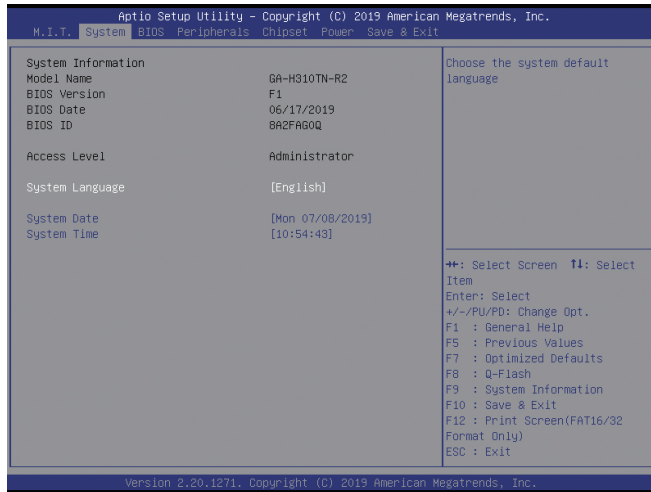 Aptio Setup Utility – Copyright (C) 2019 American Megatrends, Inc.
M.I.T. System BIOS Peripherals Chipset Power Save & Exit
System Information
Model Name GA-H310TN-R2
BIOS Version F1
BIOS Date 06/17/2019
BIOS ID 8A2FAG0Q
Access Level Administrator
System Language [English]
System Date [Mon 07/08/2019]
System Time [10:54:43]
Choose the system default
language
→←: Select Screen ↑↓: Select
Item
Enter: Select
+/-/PU/PD: Change Opt.
F1 : General Help
F5 : Previous Values
F7 : Optimized Defaults
F8 : Q-Flash
F9 : System Information
F10 : Save & Exit
F12 : Print Screen(FAT16/32
Format Only)
ESC : Exit
Version 2.20.1271. Copyright (C) 2019 American Megatrends, Inc.